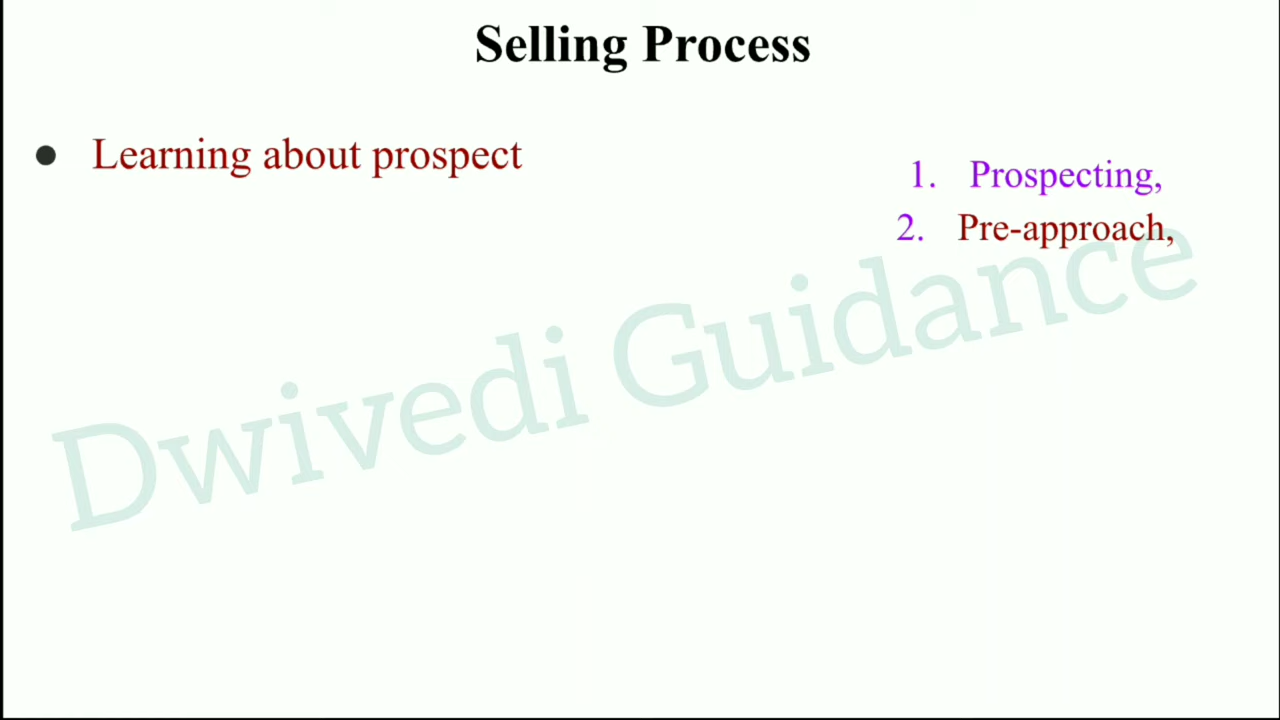 Selling Process
● Learning about prospect
1. Prospecting,
2. Pre-approach,
Dwivedi Guidance